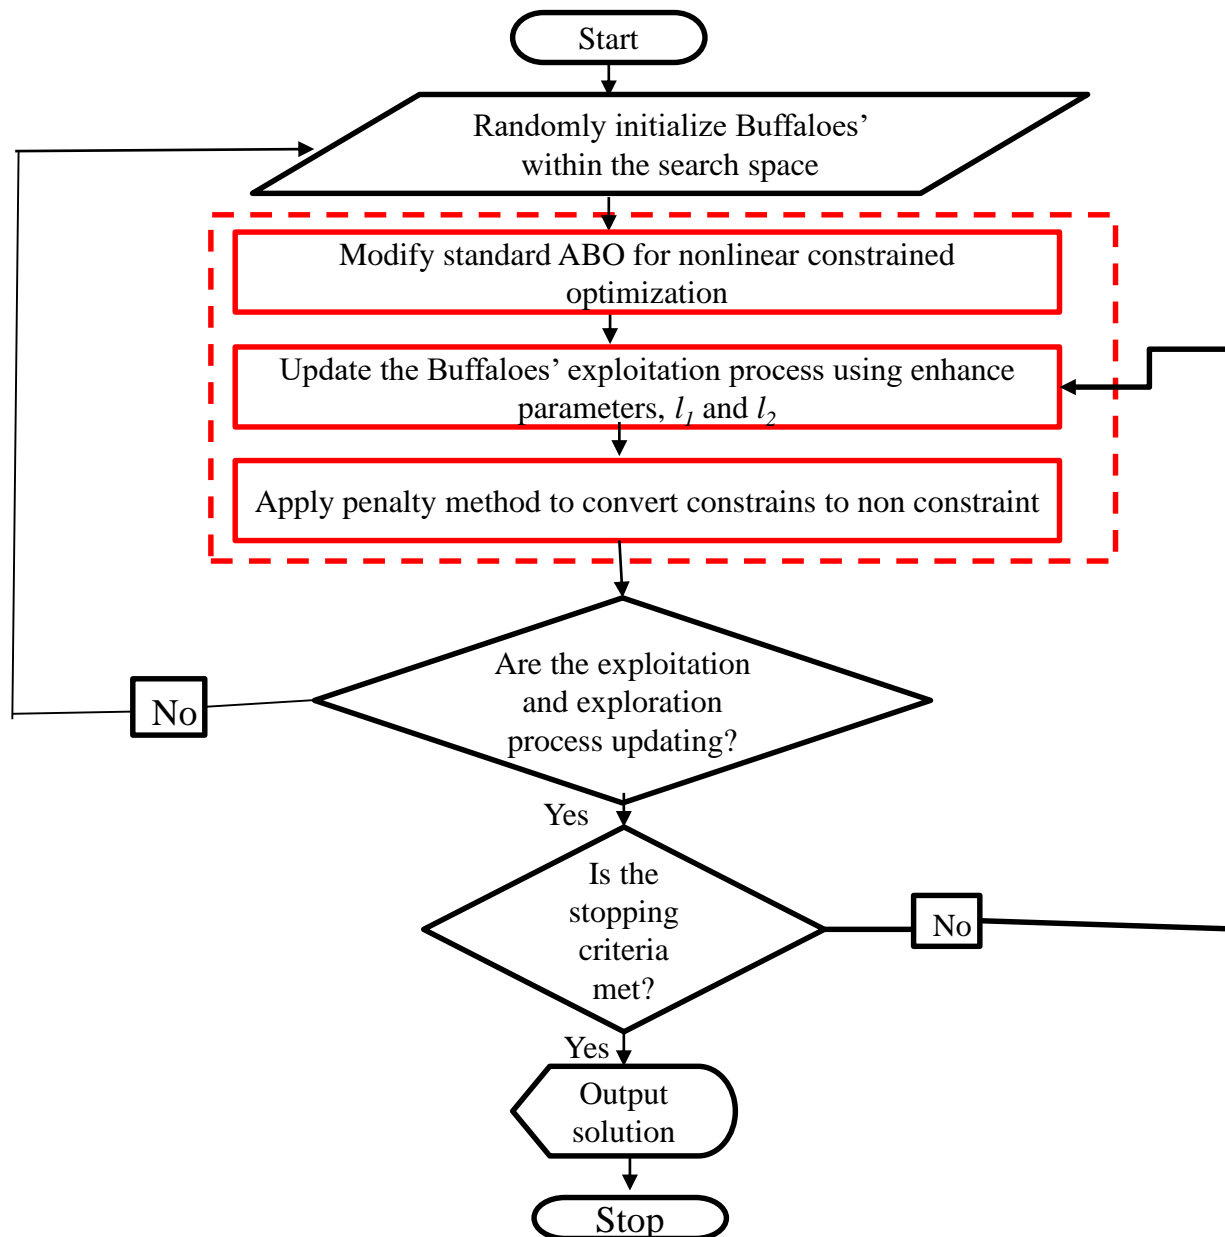 Start
Randomly initialize Buffaloes’
within the search space
Modify standard ABO for nonlinear constrained
optimization
Update the Buffaloes’ exploitation process using enhance
parameters, l1 and l2
Apply penalty method to convert constrains to non constraint
Are the exploitation
and exploration
process updating?
No
Yes
Is the
stopping
criteria
met?
No
Yes
Output
solution
Stop